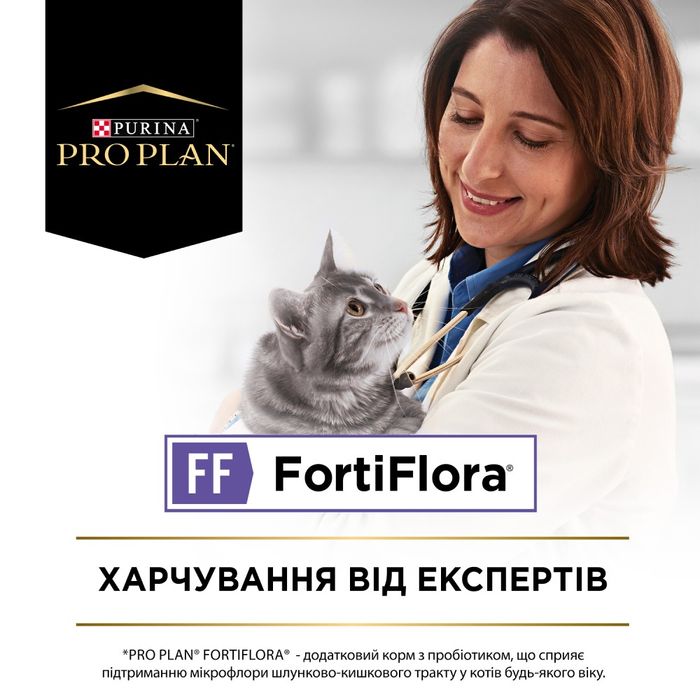 PURINA®
PRO PLAN®
FF FortiFlora®
ХАРЧУВАННЯ ВІД ЕКСПЕРТІВ
*PRO PLAN® FORTIFLORA® - додатковий корм з пробіотиком, що сприяє
підтриманню мікрофлори шлунково-кишкового тракту у котів будь-якого віку.